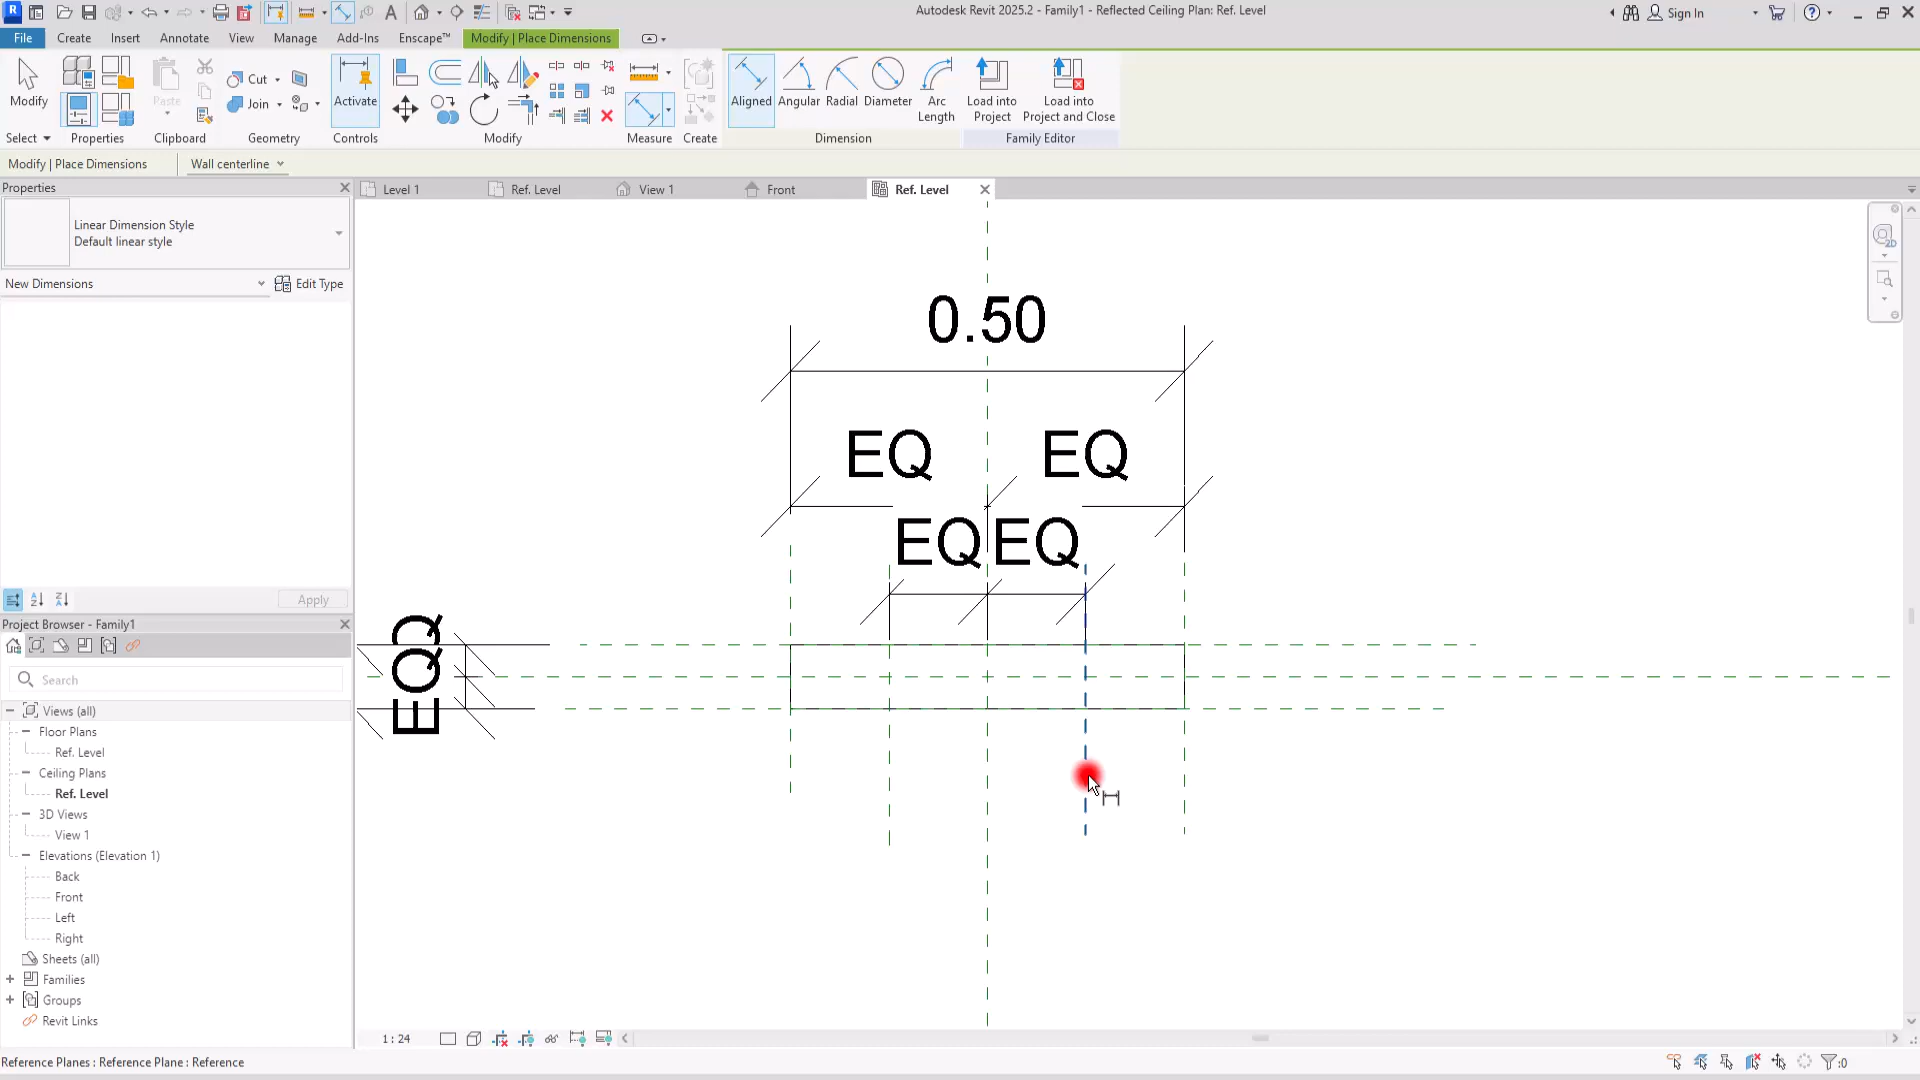 Autodesk Revit 2025.2 - Family1 - Reflected Ceiling Plan: Ref. Level
Sign In
File Create Insert Annotate View Manage Add-Ins Enscape™ Modify | Place Dimensions
Modify
Paste
Cut
Join
Activate
Aligned Angular Radial Diameter Arc Length
Load into Project
Load into Project and Close
Select Properties Clipboard Geometry Controls Modify Measure Create Dimension Family Editor
Modify | Place Dimensions Wall centerline
Properties
Level 1 Ref. Level View 1 Front Ref. Level
Linear Dimension Style
Default linear style
New Dimensions Edit Type
Apply
Project Browser - Family1
Search
Views (all)
Floor Plans
Ref. Level
Ceiling Plans
Ref. Level
3D Views
View 1
Elevations (Elevation 1)
Back
Front
Left
Right
Sheets (all)
Families
Groups
Revit Links
0.50
EQ EQ
EQ EQ
EQ
2D
1 : 24
Reference Planes : Reference Plane : Reference
:0